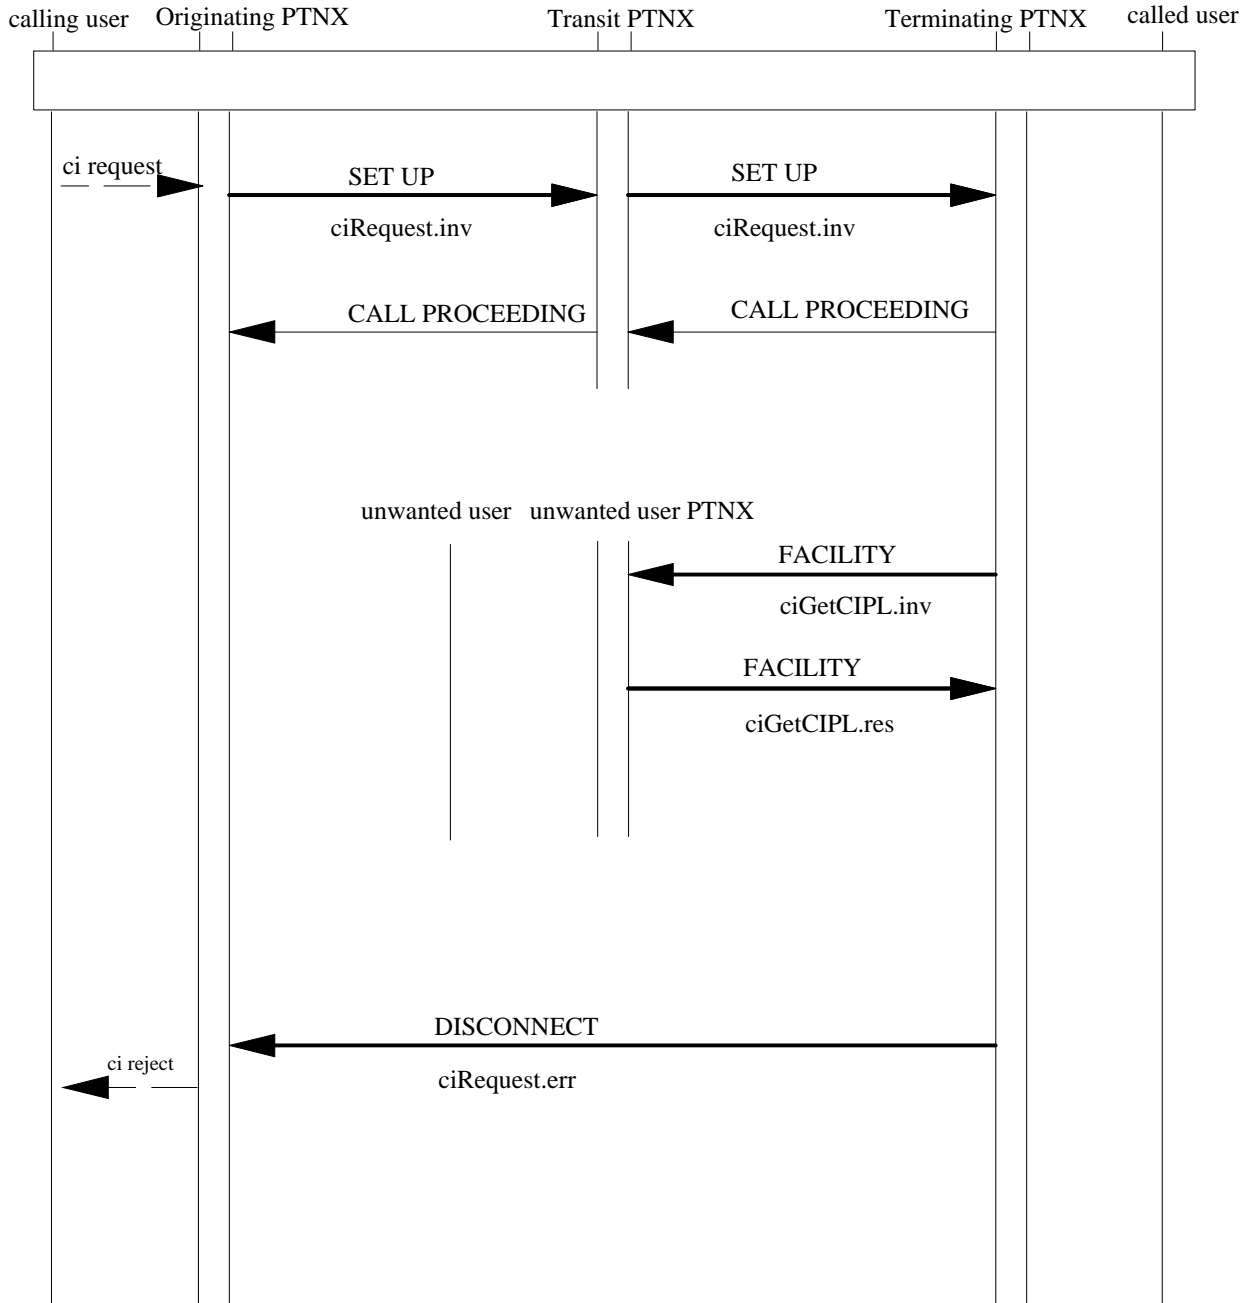 calling user
Originating PTNX
Transit PTNX
Terminating PTNX
called user
ci request
SET UP
SET UP
ciRequest.inv
ciRequest.inv
CALL PROCEEDING
CALL PROCEEDING
unwanted user
unwanted user PTNX
FACILITY
ciGetCIPL.inv
FACILITY
ciGetCIPL.res
DISCONNECT
ci reject
ciRequest.err